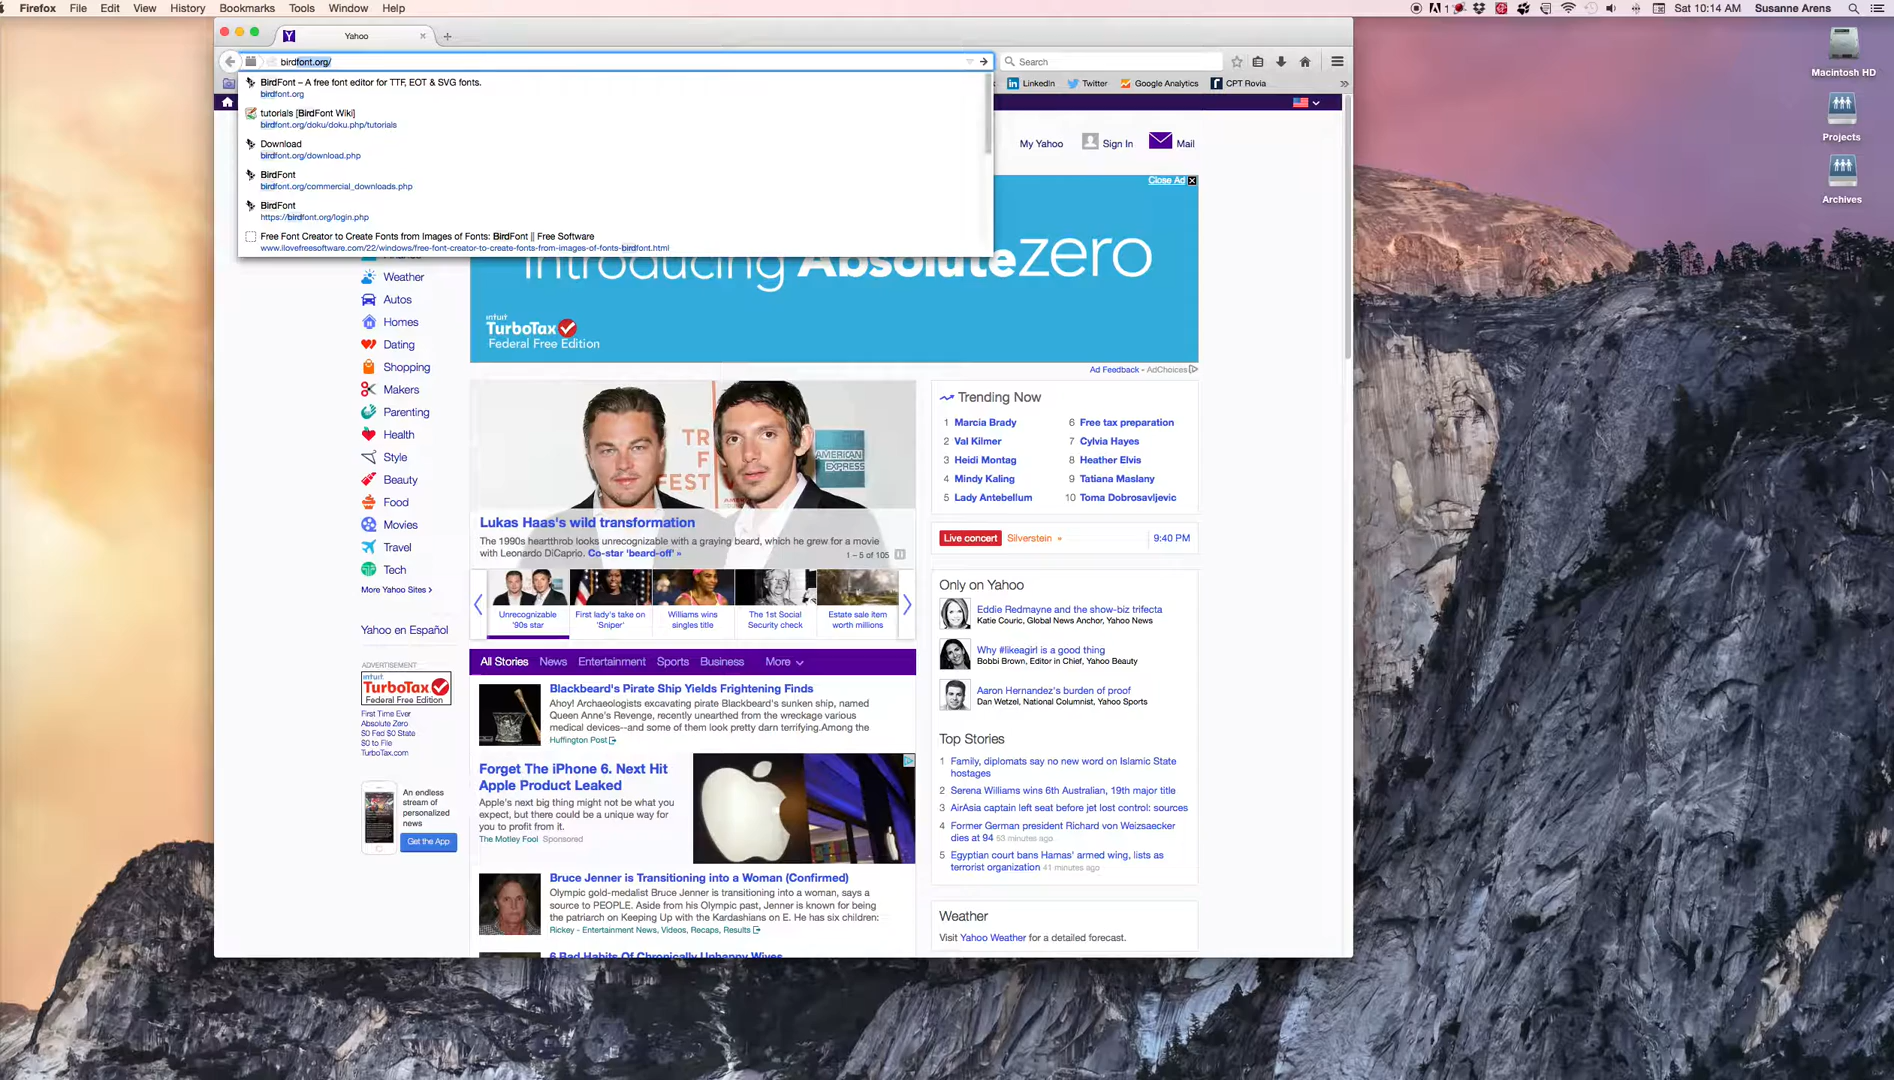 Firefox File Edit View History Bookmarks Tools Window Help
1
Sat 10:14 AM Susanne Arens
Yahoo
birdfont.org/
Search
BirdFont – A free font editor for TTF, EOT & SVG fonts.
birdfont.org
tutorials [BirdFont Wiki]
birdfont.org/doku/doku.php/tutorials
Download
birdfont.org/download.php
BirdFont
birdfont.org/commercial_downloads.php
BirdFont
https://birdfont.org/login.php
Free Font Creator to Create Fonts from Images of Fonts: BirdFont || Free Software
www.ilovefreesoftware.com/22/windows/free-font-creator-to-create-fonts-from-images-of-fonts-birdfont.html
LinkedIn Twitter Google Analytics CPT Rovia
My Yahoo Sign In Mail
Close Ad
Introducing Absolutezero
intuit
TurboTax
Federal Free Edition
Ad Feedback - AdChoices
Weather
Autos
Homes
Dating
Shopping
Makers
Parenting
Health
Style
Beauty
Food
Movies
Travel
Tech
More Yahoo Sites >
Yahoo en Español
ADVERTISEMENT
intuit
TurboTax
Federal Free Edition
First Time Ever
Absolute Zero
$0 Fed $0 State
$0 to File
TurboTax.com
An endless
stream of
personalized
news
Get the App
TR
F
FEST
AMERICAN
EXPRESS
Lukas Haas's wild transformation
The 1990s heartthrob looks unrecognizable with a graying beard, which he grew for a movie
with Leonardo DiCaprio. Co-star 'beard-off' »
1 – 5 of 105
Unrecognizable
'90s star
First lady's take on
'Sniper'
Williams wins
singles title
The 1st Social
Security check
Estate sale item
worth millions
All Stories News Entertainment Sports Business More
Blackbeard's Pirate Ship Yields Frightening Finds
Ahoy! Archaeologists excavating pirate Blackbeard's sunken ship, named
Queen Anne's Revenge, recently unearthed from the wreckage various
medical devices--and some of them look pretty darn terrifying.Among the
Huffington Post
Forget The iPhone 6. Next Hit
Apple Product Leaked
Apple's next big thing might not be what you
expect, but there could be a unique way for
you to profit from it.
The Motley Fool Sponsored
Bruce Jenner is Transitioning into a Woman (Confirmed)
Olympic gold-medalist Bruce Jenner is transitioning into a woman, says a
source to PEOPLE. Aside from his Olympic past, Jenner is known for being
the patriarch on Keeping Up with the Kardashians on E. He has six children:
Rickey - Entertainment News, Videos, Recaps, Results
6 Bad Habits Of Chronically Unhappy Wives
Trending Now
1 Marcia Brady
2 Val Kilmer
3 Heidi Montag
4 Mindy Kaling
5 Lady Antebellum
6 Free tax preparation
7 Cylvia Hayes
8 Heather Elvis
9 Tatiana Maslany
10 Toma Dobrosavljevic
Live concert Silverstein » 9:40 PM
Only on Yahoo
Eddie Redmayne and the show-biz trifecta
Katie Couric, Global News Anchor, Yahoo News
Why #likeagirl is a good thing
Bobbi Brown, Editor in Chief, Yahoo Beauty
Aaron Hernandez's burden of proof
Dan Wetzel, National Columnist, Yahoo Sports
Top Stories
1 Family, diplomats say no new word on Islamic State
hostages
2 Serena Williams wins 6th Australian, 19th major title
3 AirAsia captain left seat before jet lost control: sources
4 Former German president Richard von Weizsaecker
dies at 94 53 minutes ago
5 Egyptian court bans Hamas' armed wing, lists as
terrorist organization 41 minutes ago
Weather
Visit Yahoo Weather for a detailed forecast.
Macintosh HD
Projects
Archives